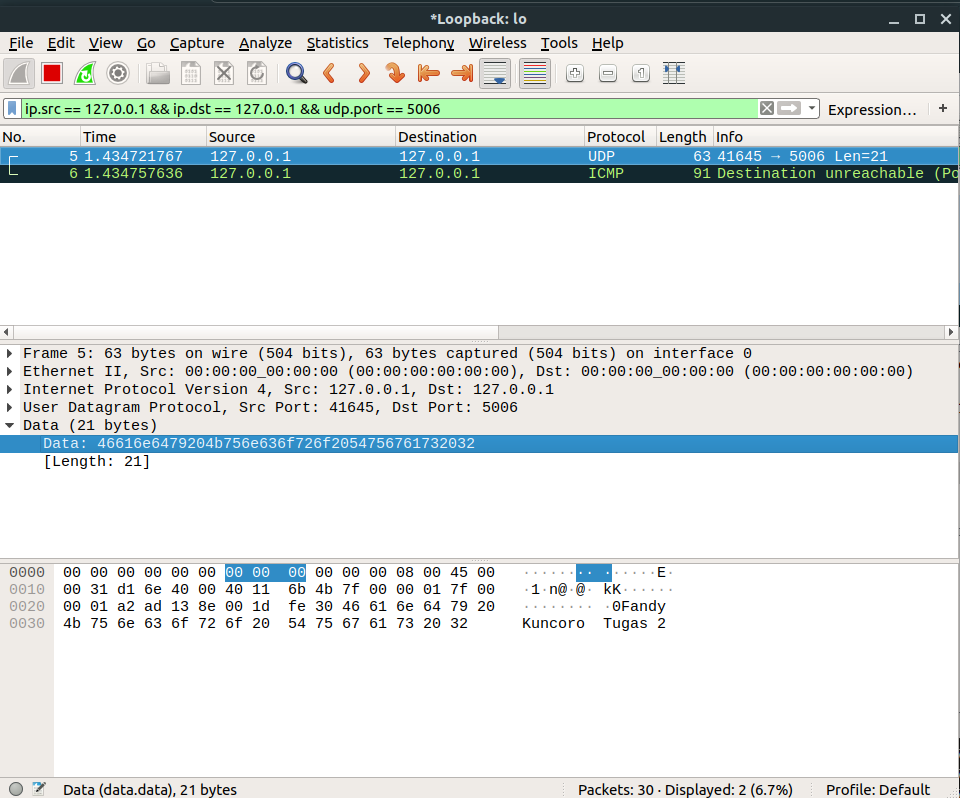 *Loopback: lo
File Edit View Go Capture Analyze Statistics Telephony Wireless Tools Help
ip.src == 127.0.0.1 && ip.dst == 127.0.0.1 && udp.port == 5006 Expression… +
No. Time Source Destination Protocol Length Info
5 1.434721767 127.0.0.1 127.0.0.1 UDP 63 41645 → 5006 Len=21
6 1.434757636 127.0.0.1 127.0.0.1 ICMP 91 Destination unreachable (Po
Frame 5: 63 bytes on wire (504 bits), 63 bytes captured (504 bits) on interface 0
Ethernet II, Src: 00:00:00_00:00:00 (00:00:00:00:00:00), Dst: 00:00:00_00:00:00 (00:00:00:00:00:00)
Internet Protocol Version 4, Src: 127.0.0.1, Dst: 127.0.0.1
User Datagram Protocol, Src Port: 41645, Dst Port: 5006
Data (21 bytes)
Data: 46616e6479204b756e636f726f2054756761732032
[Length: 21]
0000 00 00 00 00 00 00 00 00 00 00 00 00 08 00 45 00 ········ ······E·
0010 00 31 d1 6e 40 00 40 11 6b 4b 7f 00 00 01 7f 00 ·1·n@·@· kK······
0020 00 01 a2 ad 13 8e 00 1d fe 30 46 61 6e 64 79 20 ········ ·0Fandy
0030 4b 75 6e 63 6f 72 6f 20 54 75 67 61 73 20 32 Kuncoro Tugas 2
Data (data.data), 21 bytes Packets: 30 · Displayed: 2 (6.7%) Profile: Default